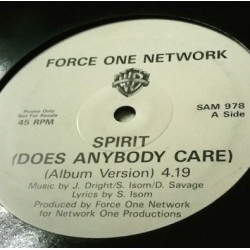 FORCE ONE NETWORK
Promo Only
Not For Resale
45 RPM
SAM 978
A Side
SPIRIT
(DOES ANYBODY CARE)
(Album Version) 4.19
Music by J. Dright/S. Isom/D. Savage
Lyrics by S. Isom
Produced by Force One Network
for Network One Productions